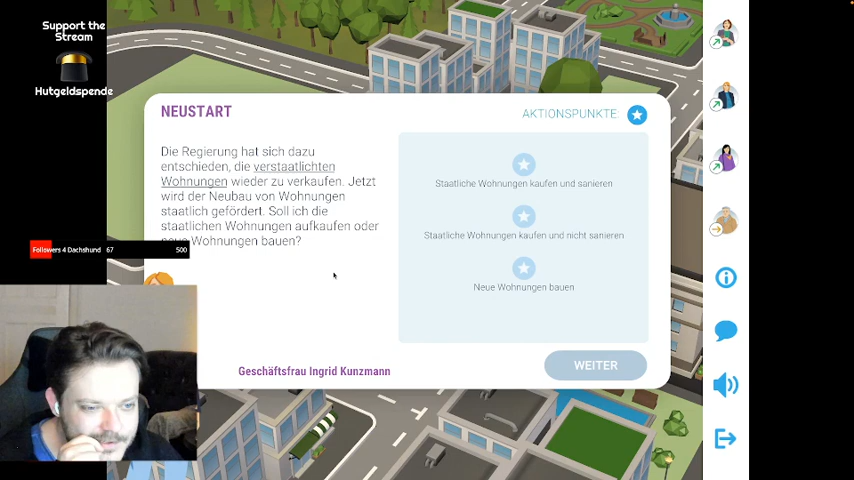 Support the
Stream
Hutgeldspende
NEUSTART
AKTIONSPUNKTE:
Die Regierung hat sich dazu
entschieden, die verstaatlichten
Wohnungen wieder zu verkaufen. Jetzt
wird der Neubau von Wohnungen
staatlich gefördert. Soll ich die
staatlichen Wohnungen aufkaufen oder
neue Wohnungen bauen?
Staatliche Wohnungen kaufen und sanieren
Staatliche Wohnungen kaufen und nicht sanieren
Neue Wohnungen bauen
Followers 4 Dachshund 67 500
Geschäftsfrau Ingrid Kunzmann
WEITER